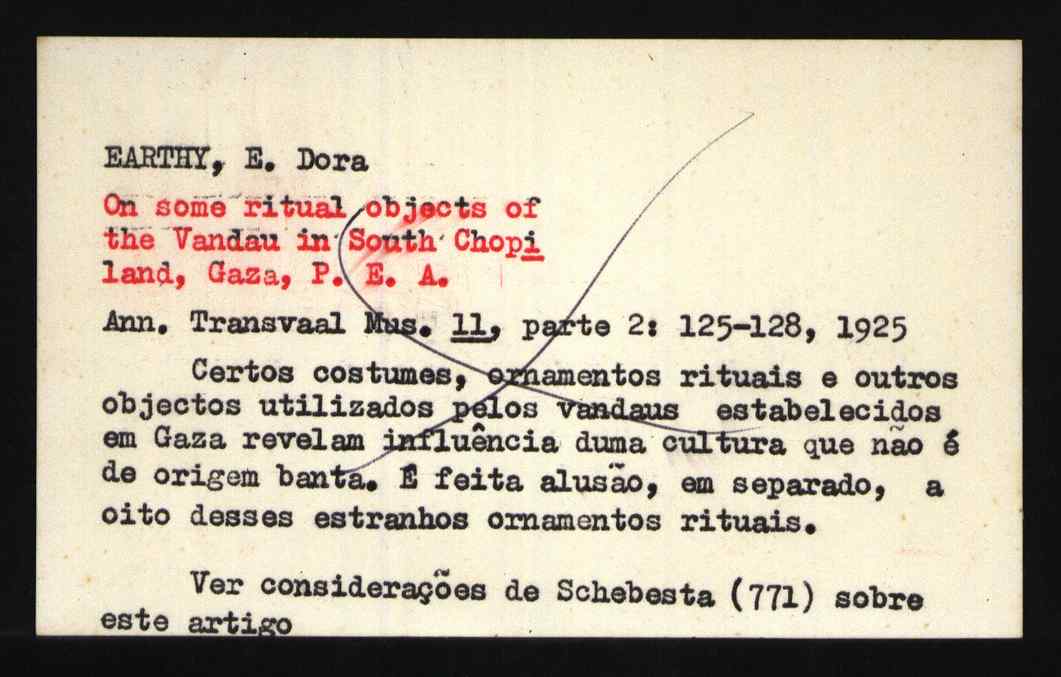 EARTHY, E. Dora
On some ritual objects of
the Vandau in South Chopi
land, Gaza, P. E. A.
Ann. Transvaal Mus. 11, parte 2: 125-128, 1925
Certos costumes, ornamentos rituais e outros
objectos utilizados pelos vandaus estabelecidos
em Gaza revelam influência duma cultura que não é
de origem banta. É feita alusão, em separado, a
oito desses estranhos ornamentos rituais.
Ver considerações de Schebesta (771) sobre
este artigo